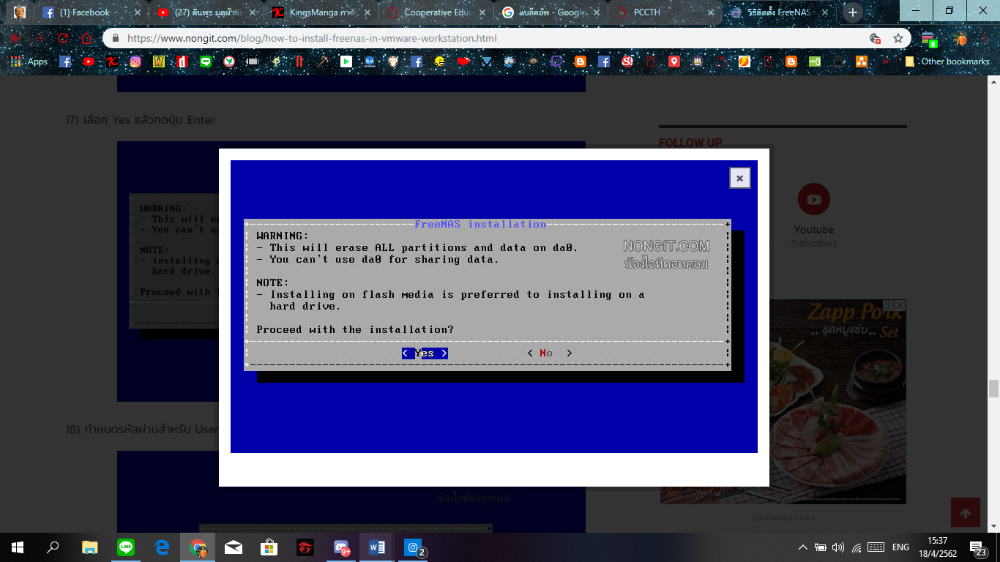 (1) Facebook
(27) คืนพุธ มุดผ้าห่ม
KingsManga การ์
Cooperative Edu
แบล็คอัพ - Google
PCCTH
วิธีติดตั้ง FreeNAS
https://www.nongit.com/blog/how-to-install-freenas-in-vmware-workstation.html
8
Apps
Other bookmarks
17) เลือก Yes แล้วกดปุ่ม Enter
FOLLOW UP
WARNING:
- This will er
- You can't us
NOTE:
- Installing o
hard drive.
Proceed with t
FreeNAS installation
WARNING:
- This will erase ALL partitions and data on da0.
- You can't use da0 for sharing data.
NOTE:
- Installing on flash media is preferred to installing on a
hard drive.
Proceed with the installation?
< Yes >
< No >
NONGIT.COM
น้องไอทีดอทคอม
Youtube
Subscribers
Zapp Pork
.. ชุดหมูแซ่บ ..
Set
18) กำหนดรหัสผ่านสำหรับ User
น้องไอทีดอทคอม
Sponsored Links
LINE
9+
2
ENG
15:37
18/4/2562
23